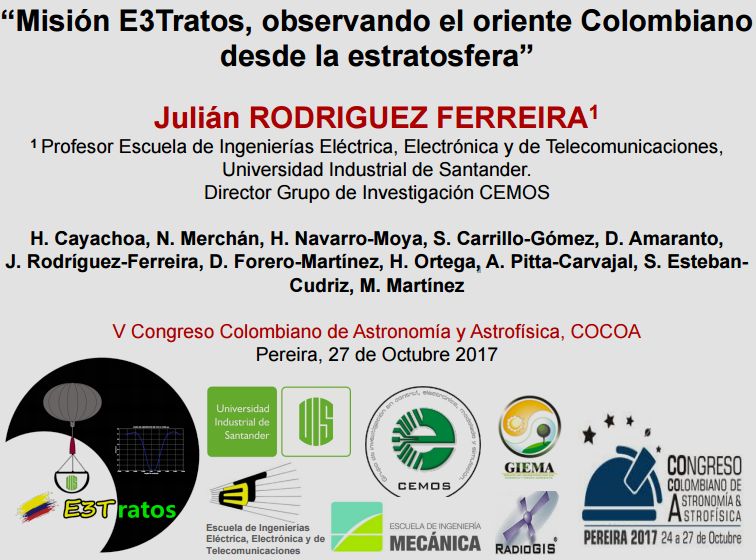 “Misión E3Tratos, observando el oriente Colombiano
desde la estratosfera”
Julián RODRIGUEZ FERREIRA¹
¹ Profesor Escuela de Ingenierías Eléctrica, Electrónica y de Telecomunicaciones,
Universidad Industrial de Santander.
Director Grupo de Investigación CEMOS
H. Cayachoa, N. Merchán, H. Navarro-Moya, S. Carrillo-Gómez, D. Amaranto,
J. Rodríguez-Ferreira, D. Forero-Martínez, H. Ortega, A. Pitta-Carvajal, S. Esteban-
Cudriz, M. Martínez
V Congreso Colombiano de Astronomía y Astrofísica, COCOA
Pereira, 27 de Octubre 2017
UIS
E3Tratos
Universidad
Industrial de
Santander
UIS
Escuela de Ingenierías
Eléctrica, Electrónica y de
Telecomunicaciones
CEMOS
ESCUELA DE INGENIERÍA
MECÁNICA
GIEMA
RADIOGIS
CONGRESO
COLOMBIANO DE
ASTRONOMÍA &
ASTROFÍSICA
PEREIRA 2017 24 a 27 de Octubre